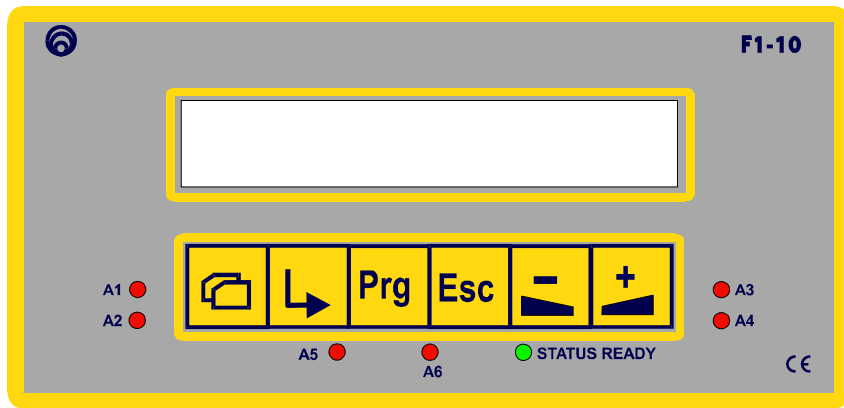 F1-10
Prg Esc - +
A1 A3
A2 A4
A5 STATUS READY
A6
CE